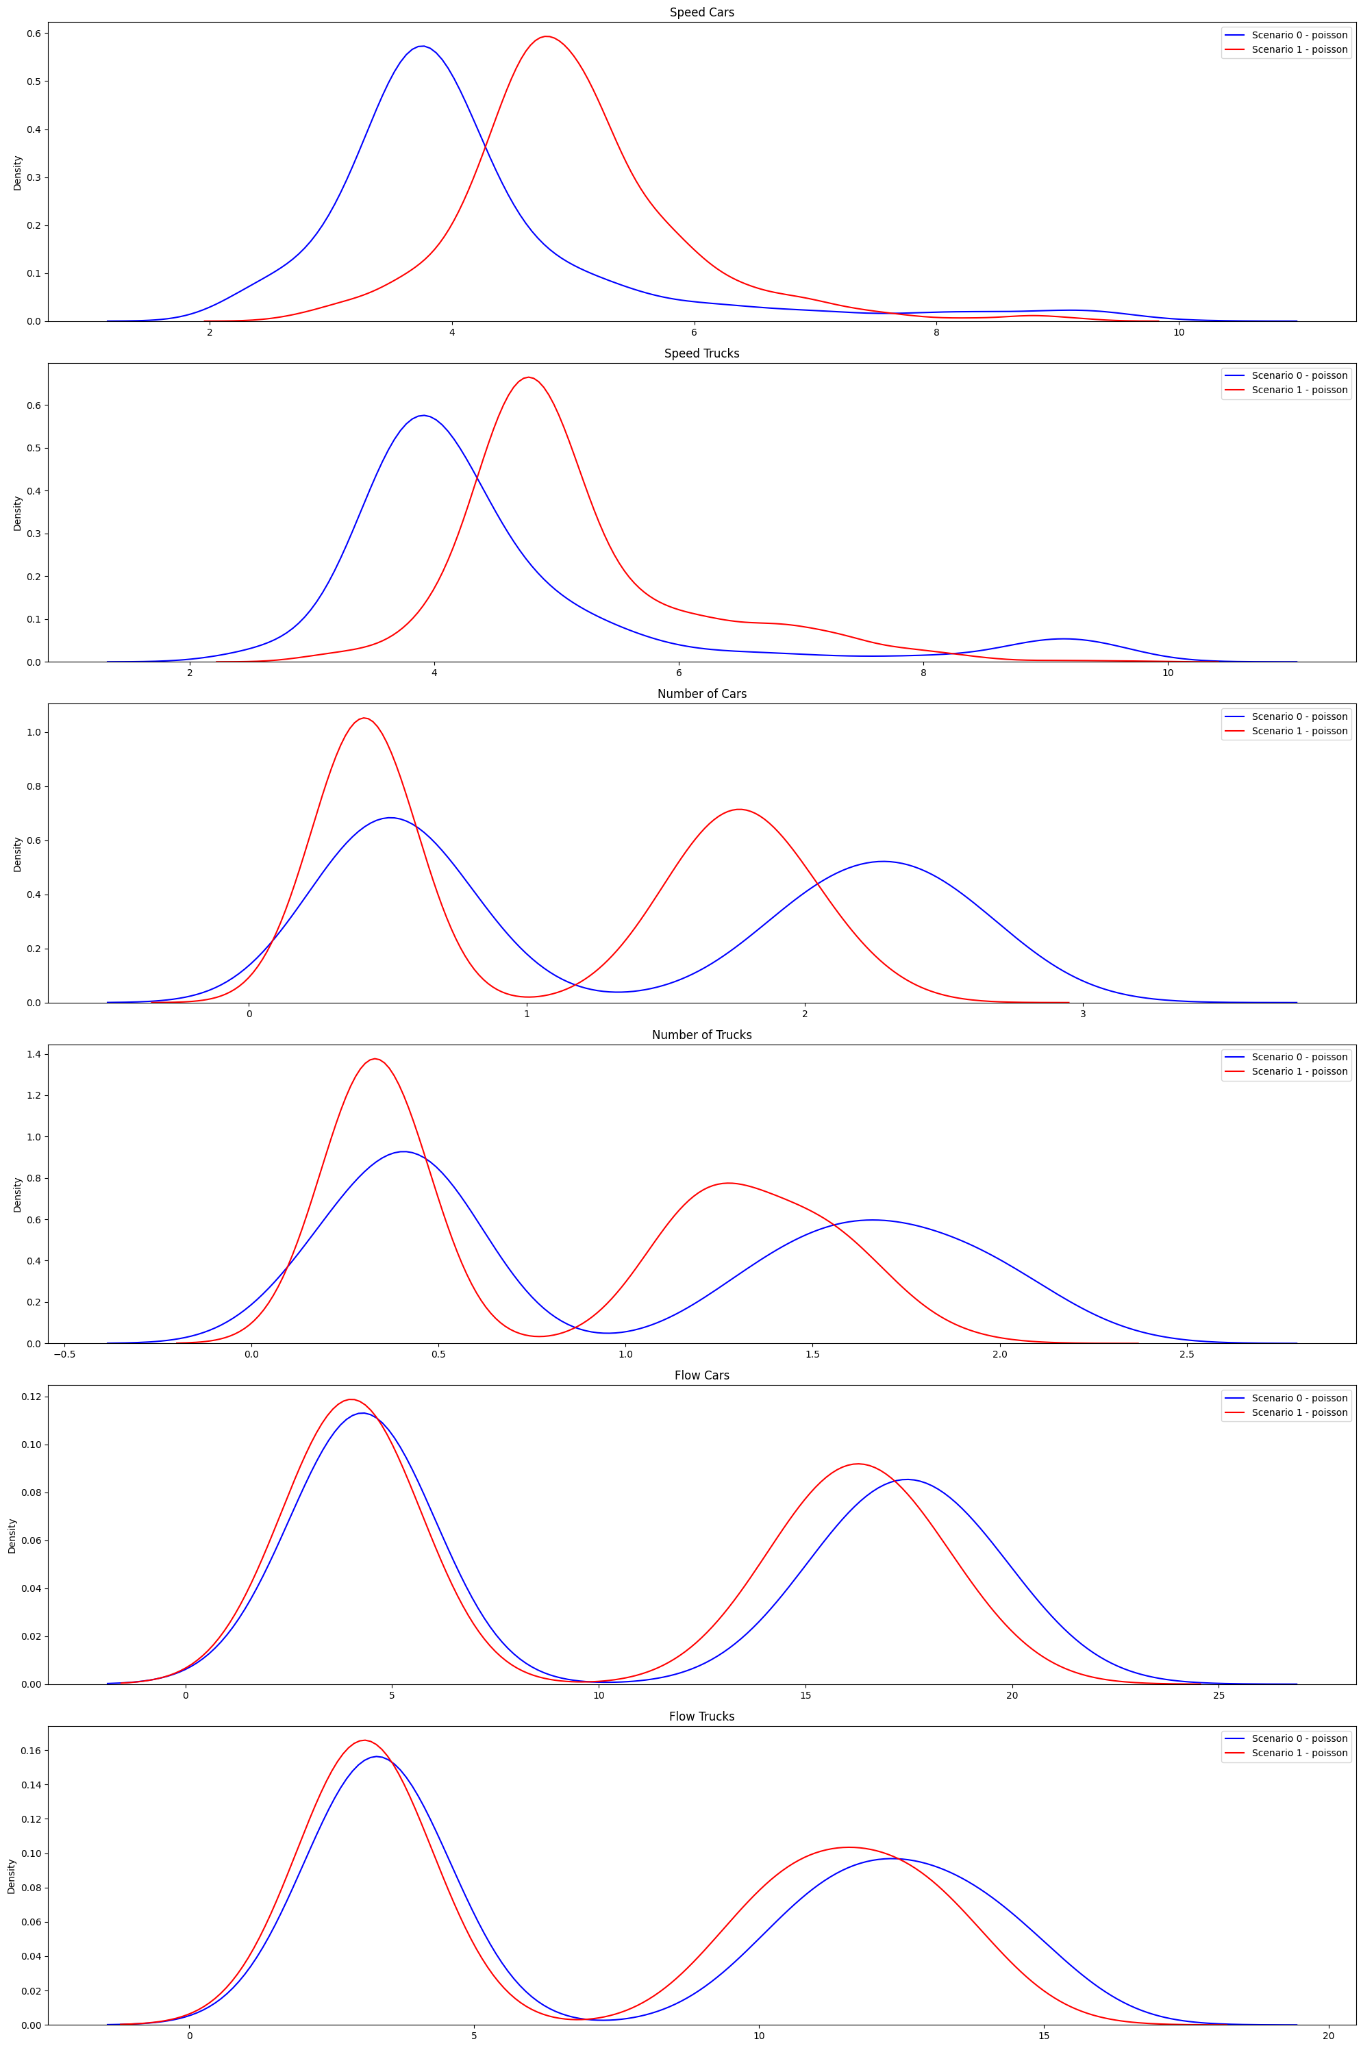 Speed Cars
Scenario 0 - poisson
Scenario 1 - poisson
Density
0.6
0.5
0.4
0.3
0.2
0.1
0.0
2 4 6 8 10
Speed Trucks
Scenario 0 - poisson
Scenario 1 - poisson
Density
0.6
0.5
0.4
0.3
0.2
0.1
0.0
2 4 6 8 10
Number of Cars
Scenario 0 - poisson
Scenario 1 - poisson
Density
1.0
0.8
0.6
0.4
0.2
0.0
0 1 2 3
Number of Trucks
Scenario 0 - poisson
Scenario 1 - poisson
Density
1.4
1.2
1.0
0.8
0.6
0.4
0.2
0.0
−0.5 0.0 0.5 1.0 1.5 2.0 2.5
Flow Cars
Scenario 0 - poisson
Scenario 1 - poisson
Density
0.12
0.10
0.08
0.06
0.04
0.02
0.00
0 5 10 15 20 25
Flow Trucks
Scenario 0 - poisson
Scenario 1 - poisson
Density
0.16
0.14
0.12
0.10
0.08
0.06
0.04
0.02
0.00
0 5 10 15 20